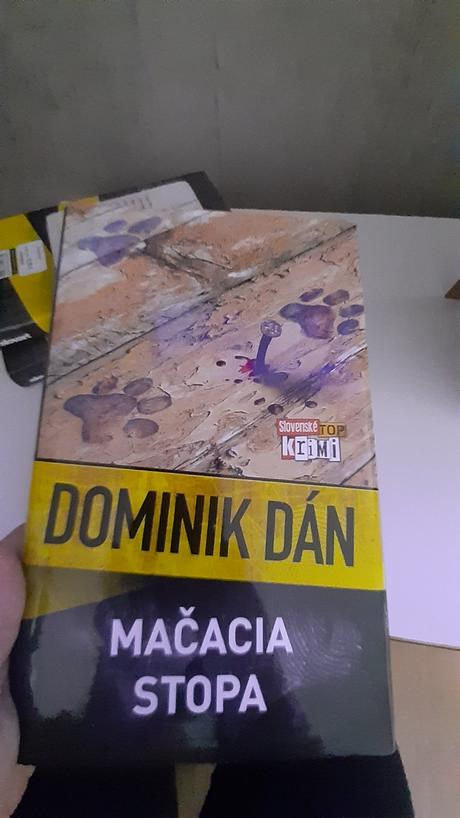 Slovenské
TOP
KRIMI
DOMINIK DÁN
MAČACIA
STOPA